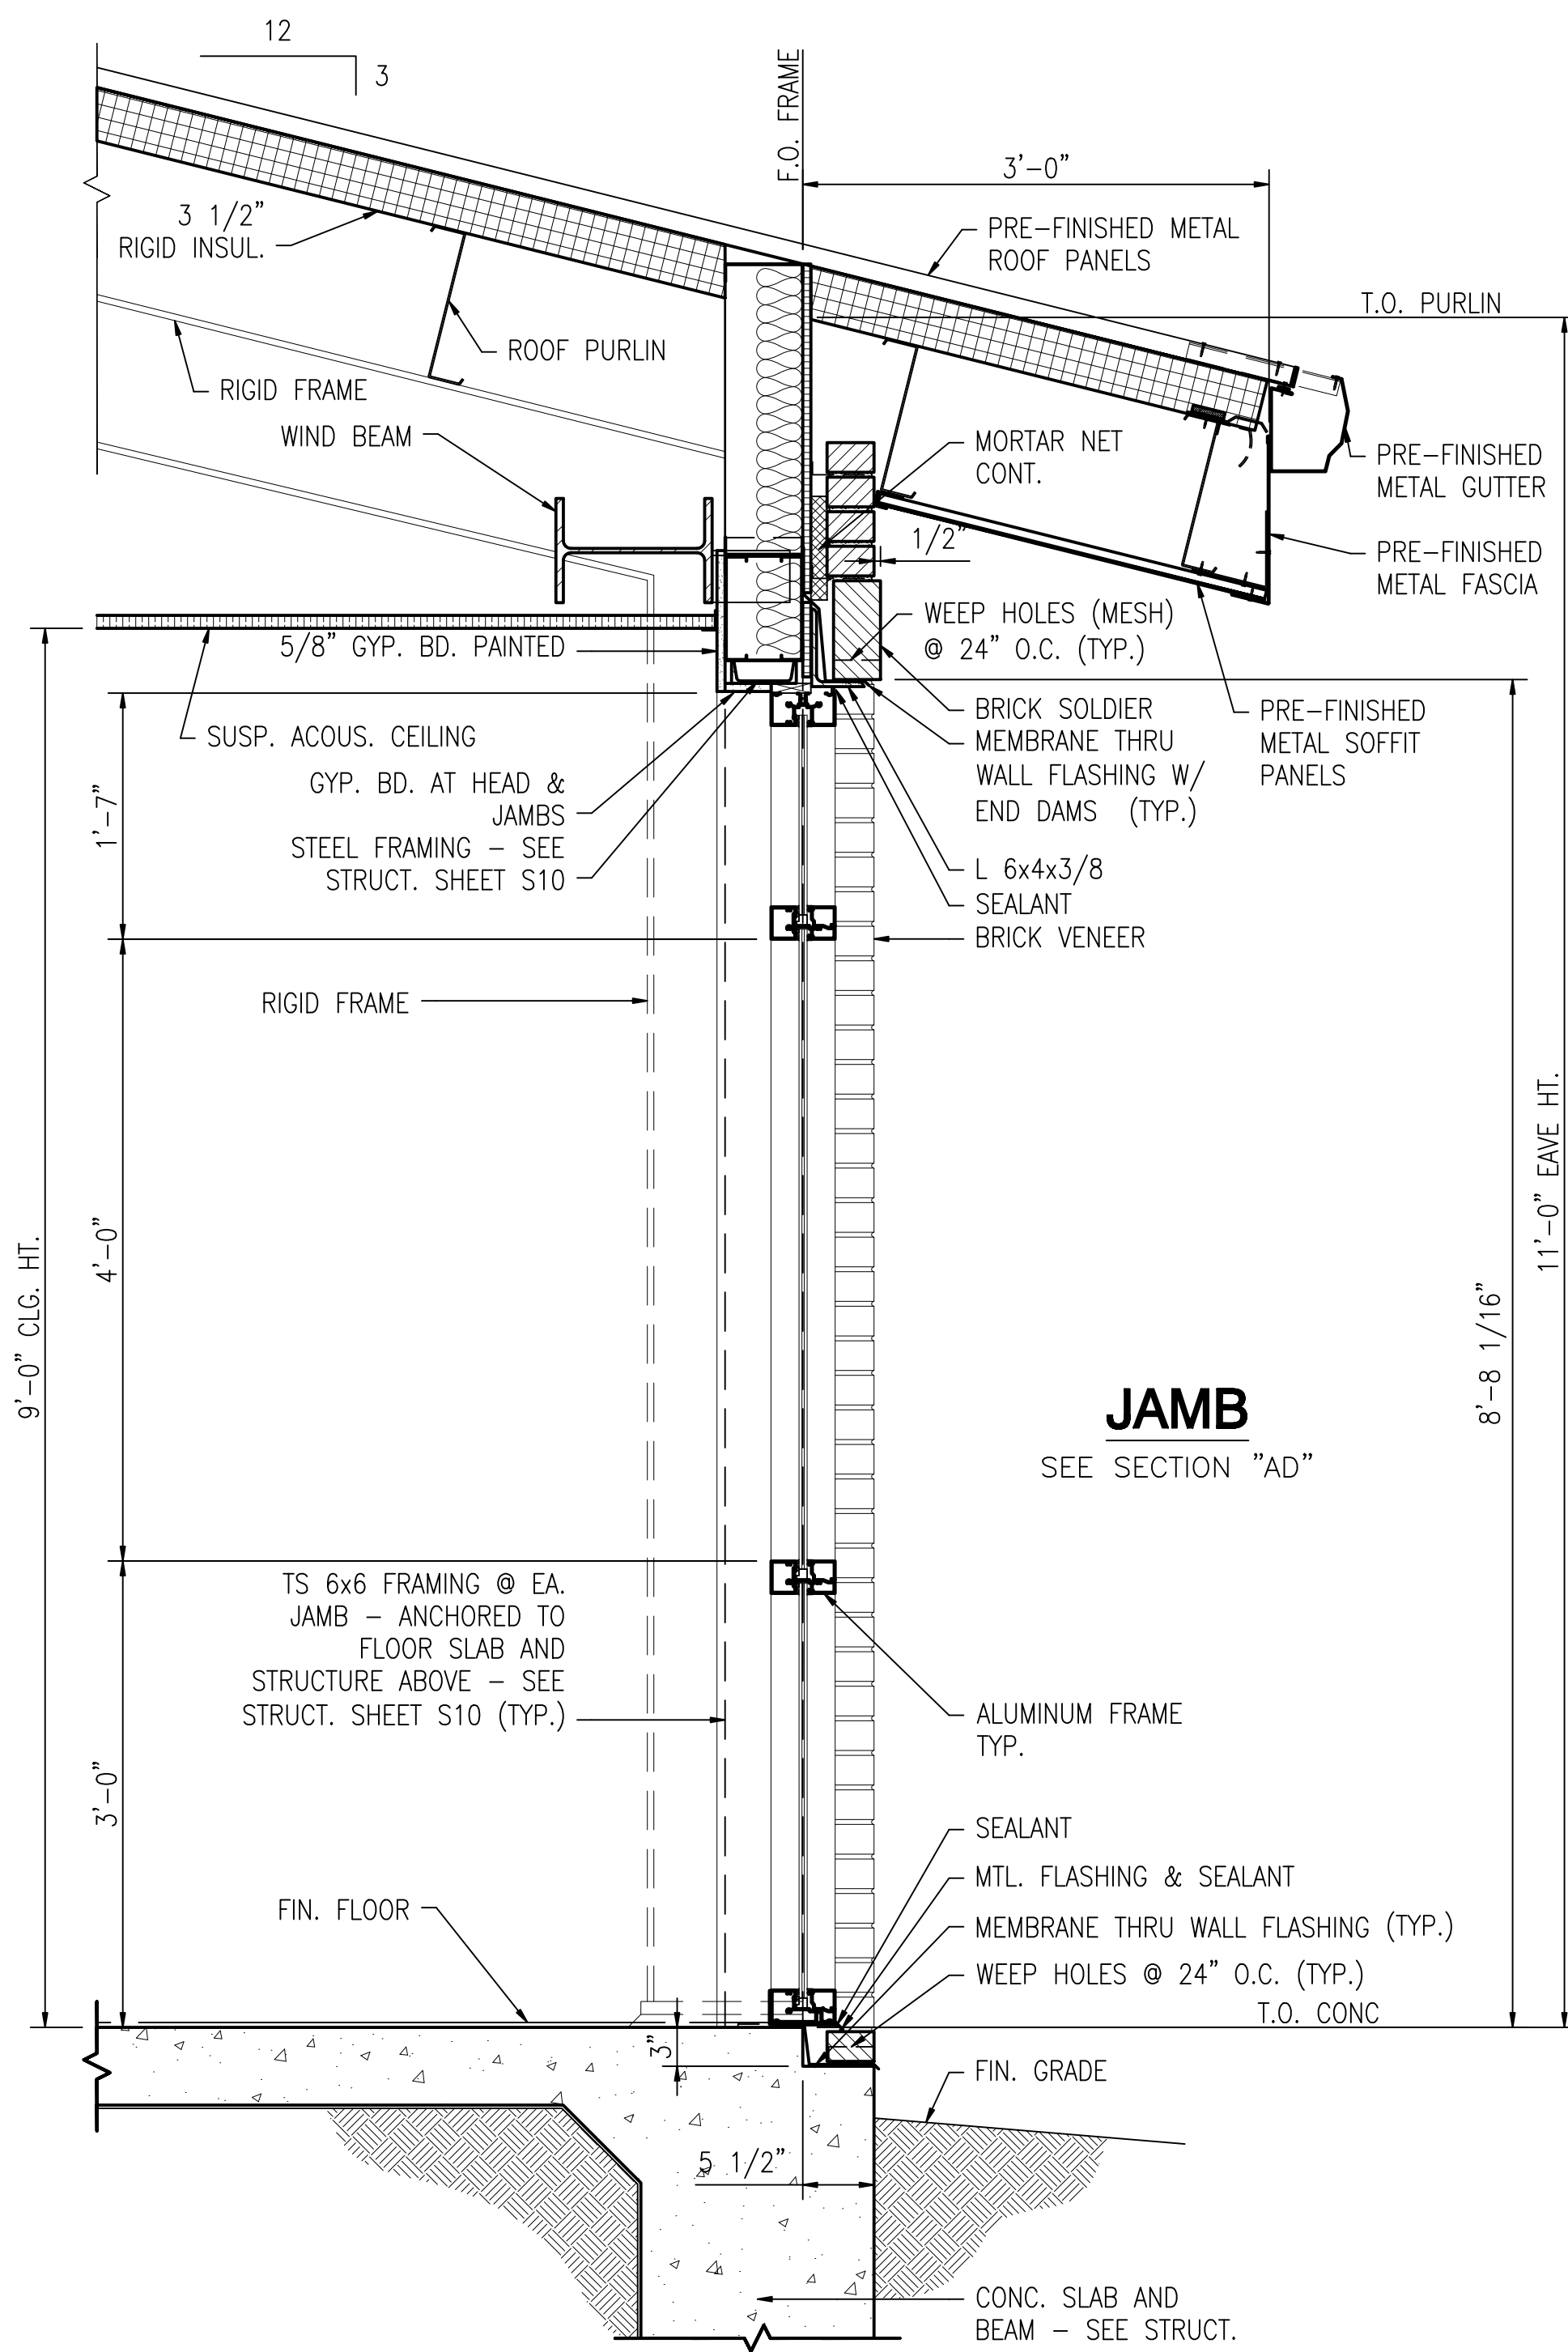 12
3
F.O. FRAME
3'-0"
3 1/2"
RIGID INSUL.
PRE-FINISHED METAL
ROOF PANELS
T.O. PURLIN
ROOF PURLIN
RIGID FRAME
WIND BEAM
MORTAR NET
CONT.
PRE-FINISHED
METAL GUTTER
1/2"
PRE-FINISHED
METAL FASCIA
WEEP HOLES (MESH)
@ 24" O.C. (TYP.)
5/8" GYP. BD. PAINTED
BRICK SOLDIER
MEMBRANE THRU
WALL FLASHING W/
END DAMS (TYP.)
PRE-FINISHED
METAL SOFFIT
PANELS
SUSP. ACOUS. CEILING
GYP. BD. AT HEAD &
JAMBS
STEEL FRAMING - SEE
STRUCT. SHEET S10
1'-7"
L 6x4x3/8
SEALANT
BRICK VENEER
RIGID FRAME
4'-0"
9'-0" CLG. HT.
11'-0" EAVE HT.
8'-8 1/16"
JAMB
SEE SECTION "AD"
TS 6x6 FRAMING @ EA.
JAMB - ANCHORED TO
FLOOR SLAB AND
STRUCTURE ABOVE - SEE
STRUCT. SHEET S10 (TYP.)
ALUMINUM FRAME
TYP.
3'-0"
SEALANT
MTL. FLASHING & SEALANT
MEMBRANE THRU WALL FLASHING (TYP.)
WEEP HOLES @ 24" O.C. (TYP.)
T.O. CONC
FIN. FLOOR
3"
FIN. GRADE
5 1/2"
CONC. SLAB AND
BEAM - SEE STRUCT.